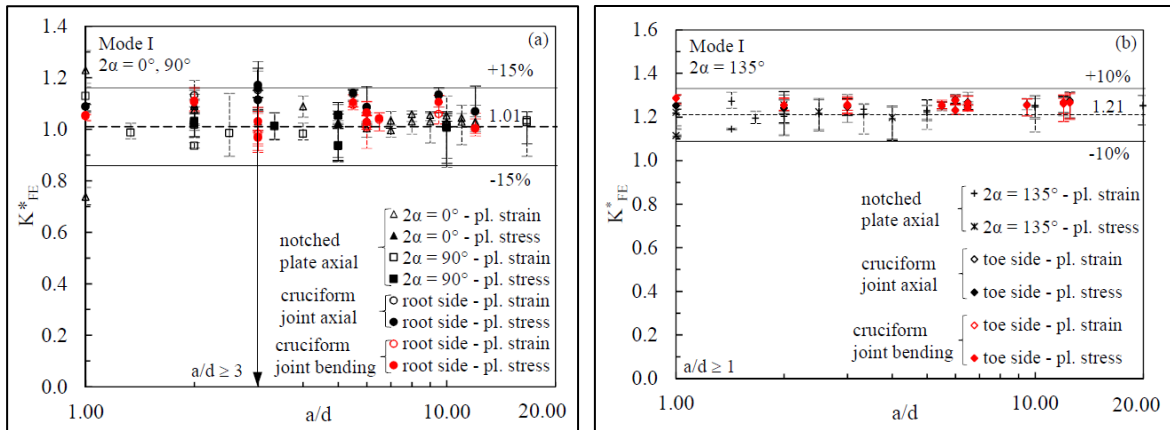 Mode I
2α = 0°, 90°
(a)
+15%
1.01
-15%
1.4
1.2
1.0
0.8
0.6
0.4
0.2
0.0
K*FE
notched
plate axial
2α = 0° - pl. strain
2α = 0° - pl. stress
2α = 90° - pl. strain
2α = 90° - pl. stress
cruciform
joint axial
root side - pl. strain
root side - pl. stress
cruciform
joint bending
root side - pl. strain
root side - pl. stress
a/d ≥ 3
1.00
10.00
20.00
a/d
Mode I
2α = 135°
(b)
+10%
1.21
-10%
1.6
1.4
1.2
1.0
0.8
0.6
0.4
0.2
0.0
K*FE
notched
plate axial
2α = 135° - pl. strain
2α = 135° - pl. stress
cruciform
joint axial
toe side - pl. strain
toe side - pl. stress
cruciform
joint bending
toe side - pl. strain
toe side - pl. stress
a/d ≥ 1
1.00
10.00
20.00
a/d